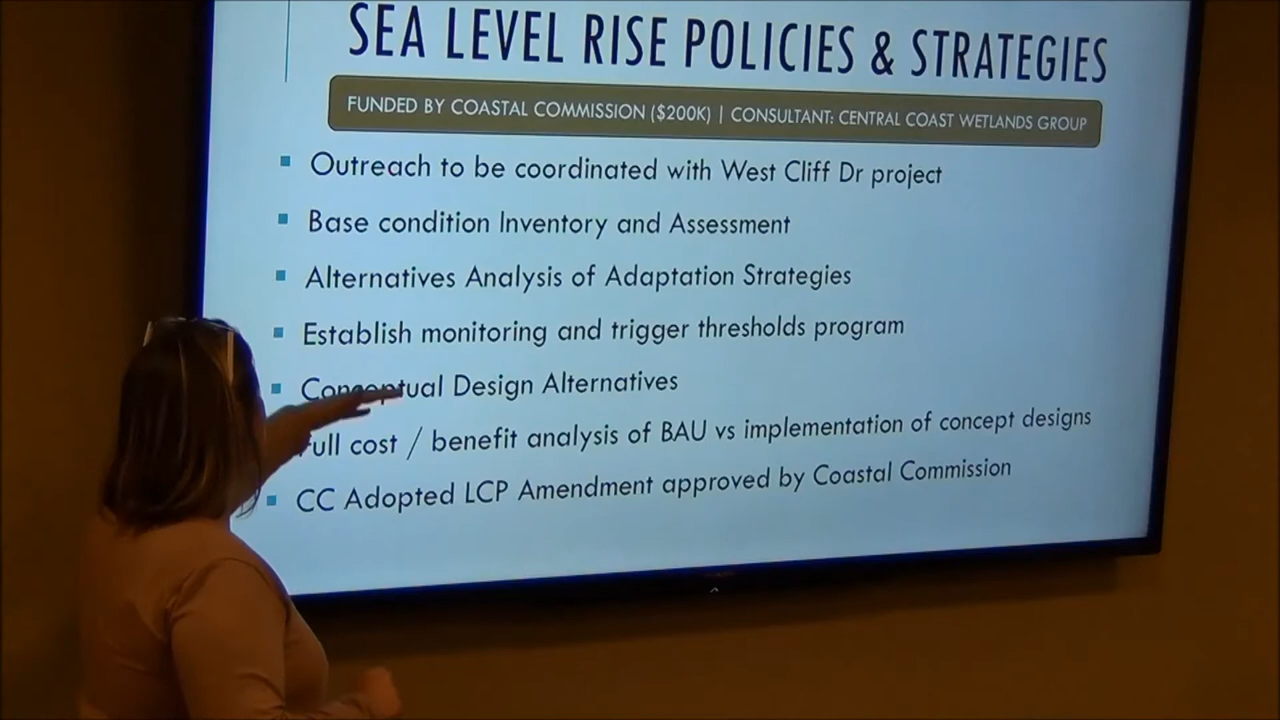 SEA LEVEL RISE POLICIES & STRATEGIES
FUNDED BY COASTAL COMMISSION ($200K) | CONSULTANT: CENTRAL COAST WETLANDS GROUP
Outreach to be coordinated with West Cliff Dr project
Base condition Inventory and Assessment
Alternatives Analysis of Adaptation Strategies
Establish monitoring and trigger thresholds program
Conceptual Design Alternatives
Full cost / benefit analysis of BAU vs implementation of concept designs
CC Adopted LCP Amendment approved by Coastal Commission